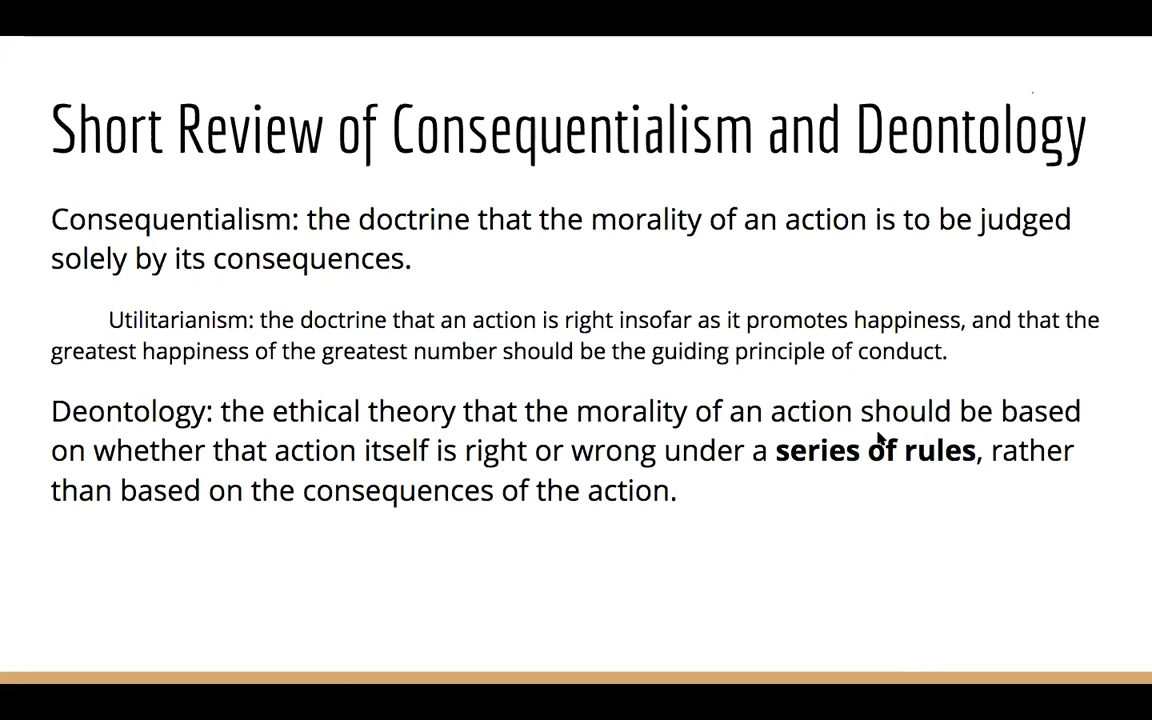 Short Review of Consequentialism and Deontology
Consequentialism: the doctrine that the morality of an action is to be judged
solely by its consequences.
Utilitarianism: the doctrine that an action is right insofar as it promotes happiness, and that the
greatest happiness of the greatest number should be the guiding principle of conduct.
Deontology: the ethical theory that the morality of an action should be based
on whether that action itself is right or wrong under a series of rules, rather
than based on the consequences of the action.